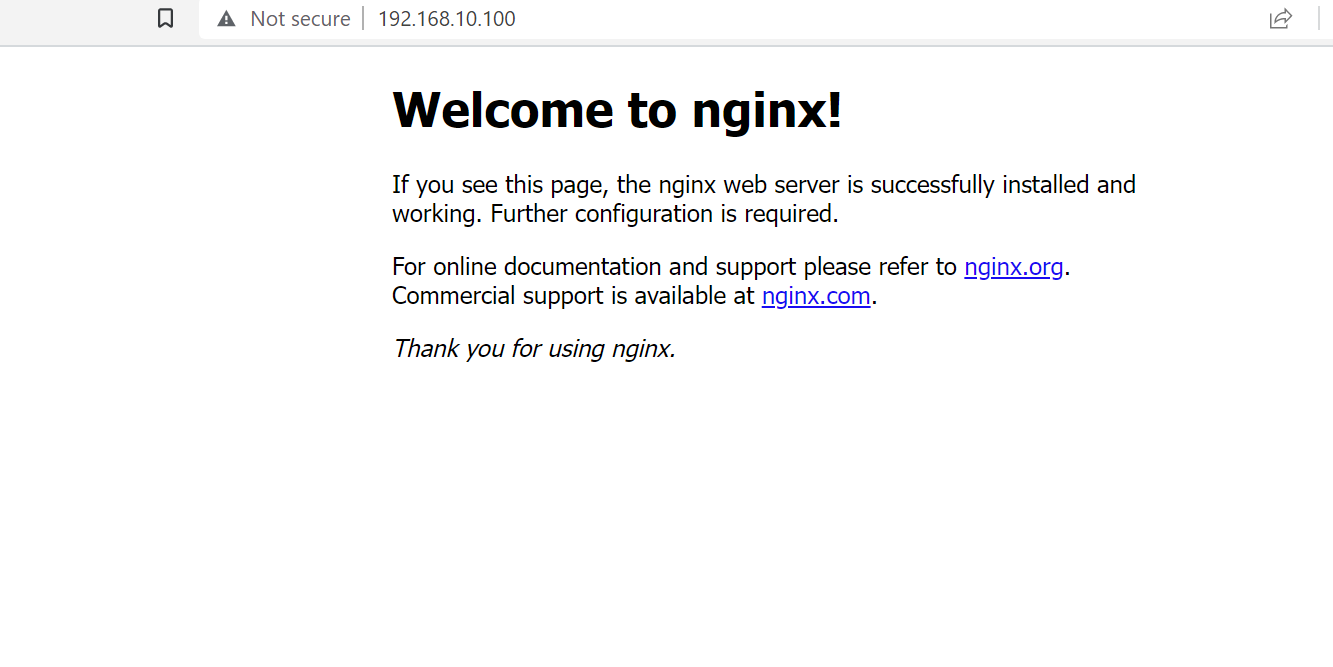 Not secure 192.168.10.100
Welcome to nginx!
If you see this page, the nginx web server is successfully installed and
working. Further configuration is required.
For online documentation and support please refer to nginx.org.
Commercial support is available at nginx.com.
Thank you for using nginx.